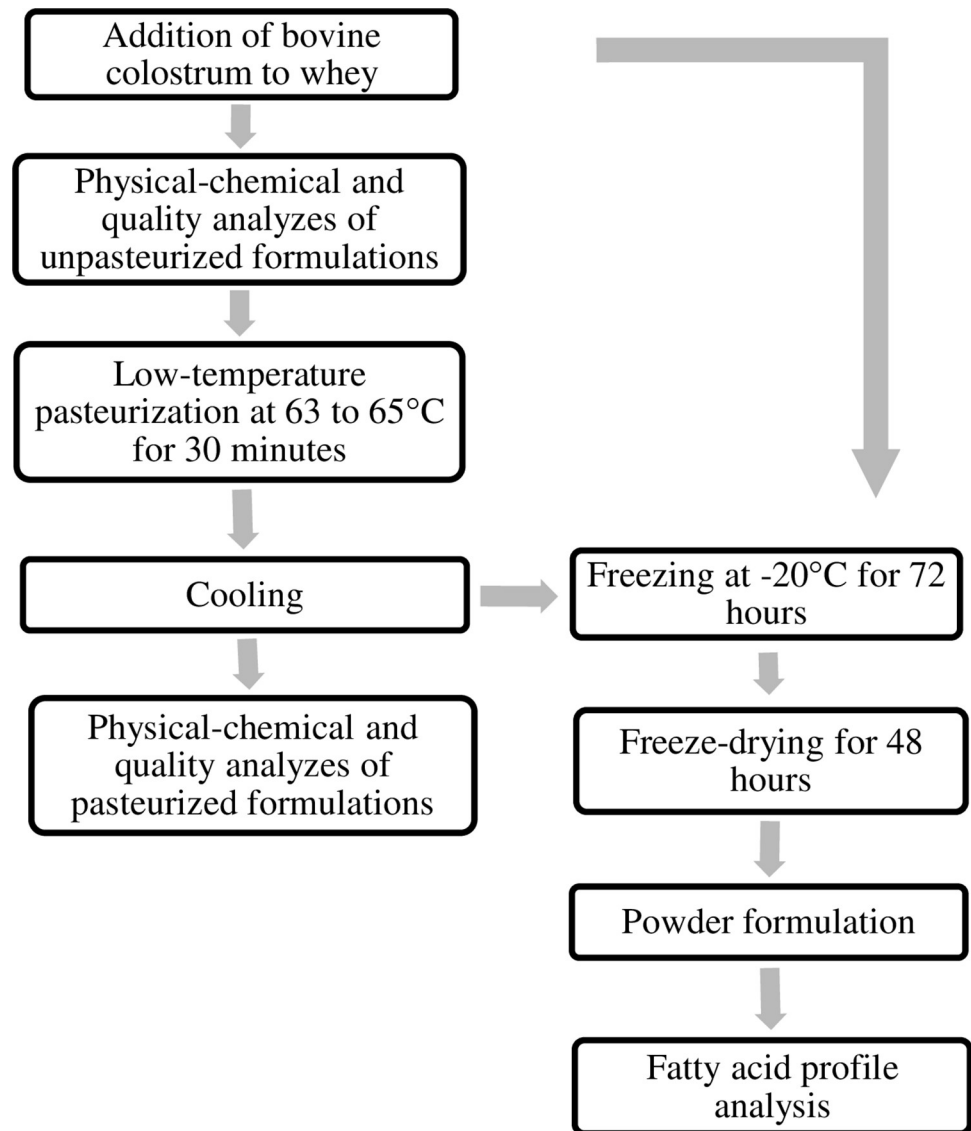 Addition of bovine
colostrum to whey
Physical-chemical and
quality analyzes of
unpasteurized formulations
Low-temperature
pasteurization at 63 to 65°C
for 30 minutes
Cooling
Physical-chemical and
quality analyzes of
pasteurized formulations
Freezing at -20°C for 72
hours
Freeze-drying for 48
hours
Powder formulation
Fatty acid profile
analysis